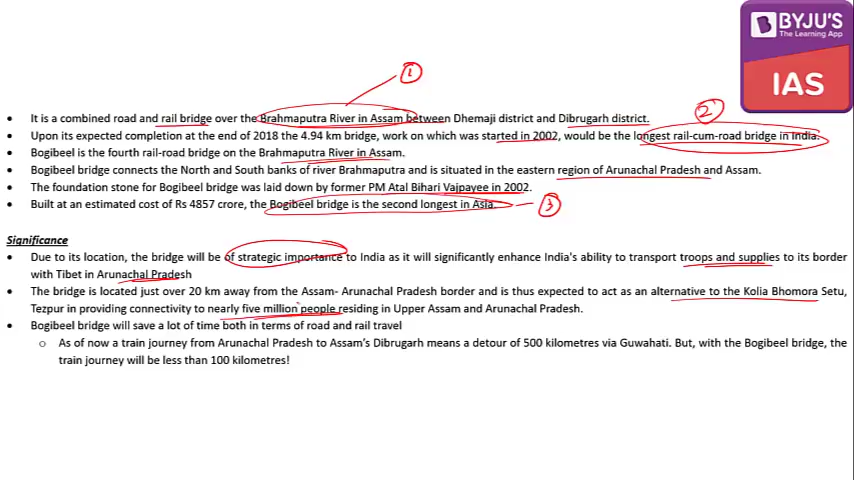 BYJU'S
The Learning App
IAS
1
2
• It is a combined road and rail bridge over the Brahmaputra River in Assam between Dhemaji district and Dibrugarh district.
• Upon its expected completion at the end of 2018 the 4.94 km bridge, work on which was started in 2002, would be the longest rail-cum-road bridge in India.
• Bogibeel is the fourth rail-road bridge on the Brahmaputra River in Assam.
• Bogibeel bridge connects the North and South banks of river Brahmaputra and is situated in the eastern region of Arunachal Pradesh and Assam.
• The foundation stone for Bogibeel bridge was laid down by former PM Atal Bihari Vajpayee in 2002.
• Built at an estimated cost of Rs 4857 crore, the Bogibeel bridge is the second longest in Asia.
3
Significance
• Due to its location, the bridge will be of strategic importance to India as it will significantly enhance India's ability to transport troops and supplies to its border
with Tibet in Arunachal Pradesh
• The bridge is located just over 20 km away from the Assam- Arunachal Pradesh border and is thus expected to act as an alternative to the Kolia Bhomora Setu,
Tezpur in providing connectivity to nearly five million people residing in Upper Assam and Arunachal Pradesh.
• Bogibeel bridge will save a lot of time both in terms of road and rail travel
o As of now a train journey from Arunachal Pradesh to Assam's Dibrugarh means a detour of 500 kilometres via Guwahati. But, with the Bogibeel bridge, the
train journey will be less than 100 kilometres!